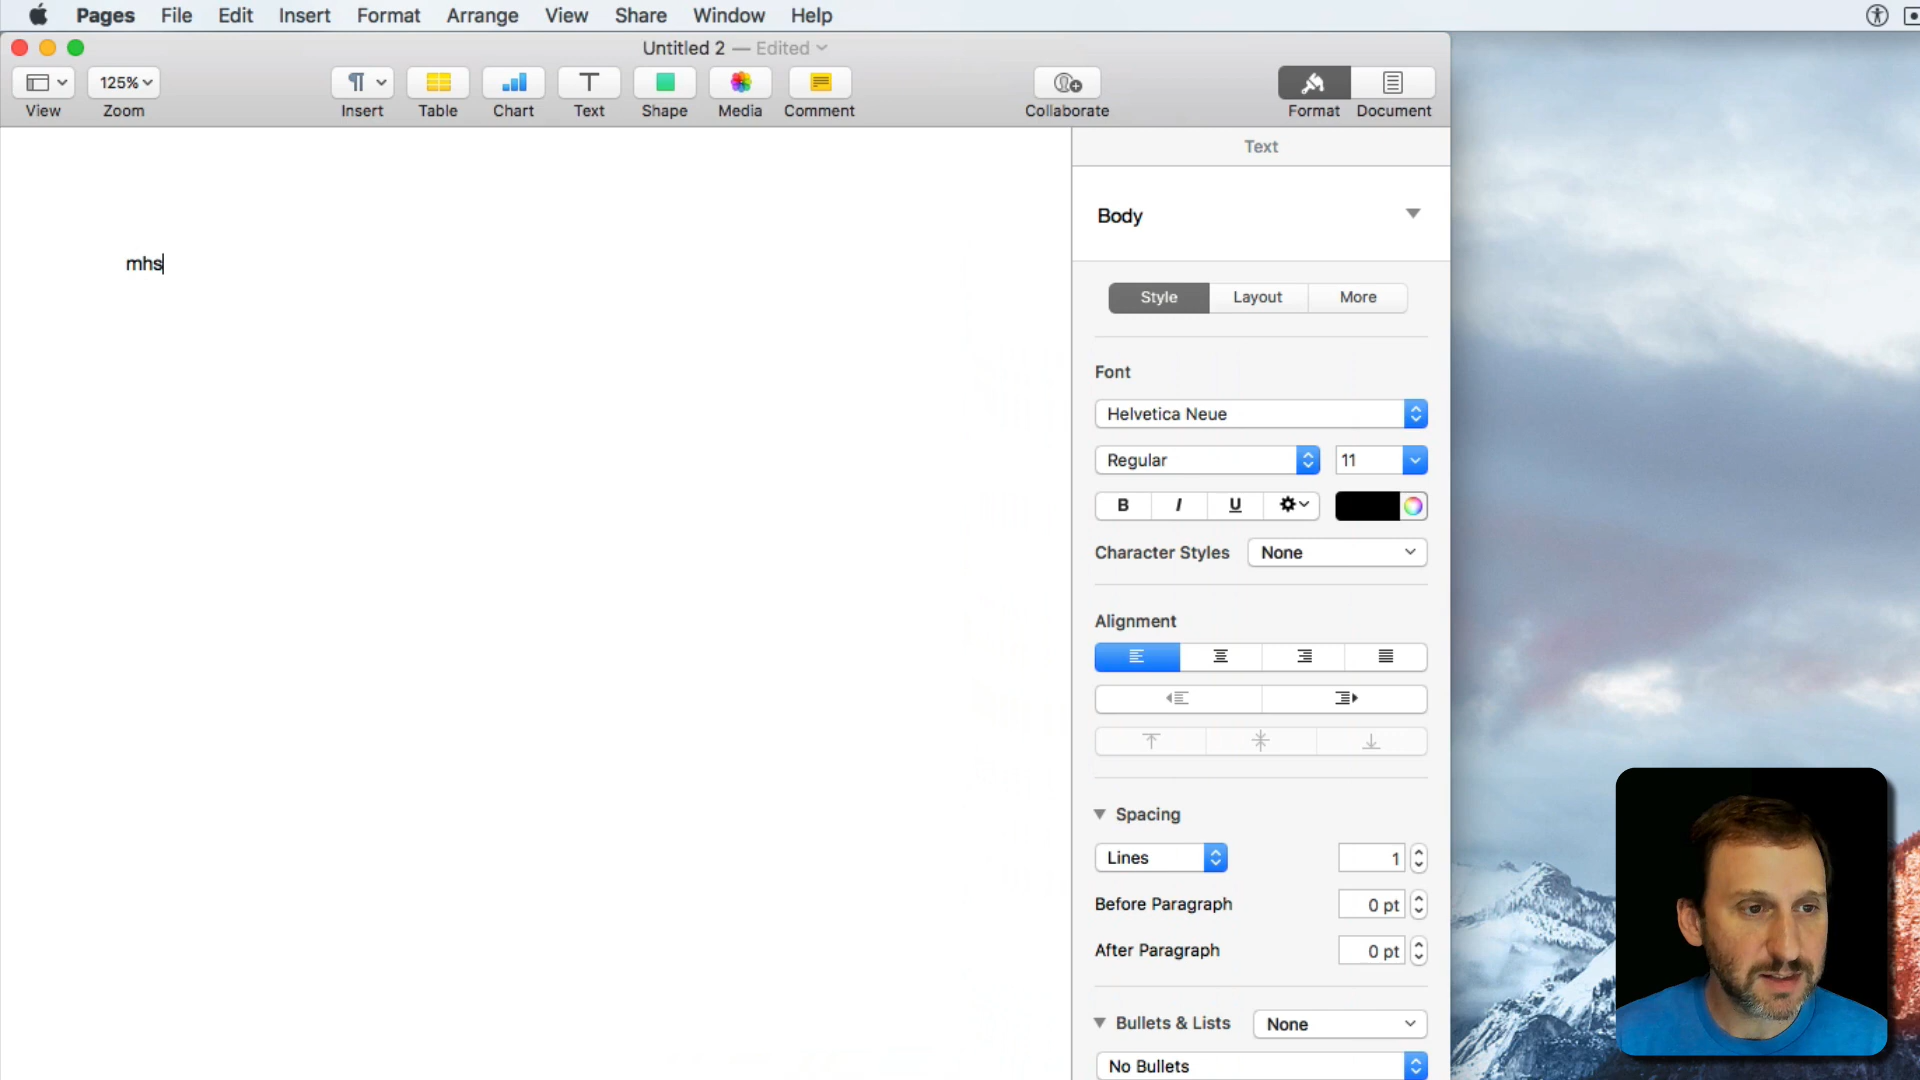 Pages File Edit Insert Format Arrange View Share Window Help
Untitled 2 — Edited
125%
View Zoom Insert Table Chart Text Shape Media Comment Collaborate Format Document
Text
Body
mhs
Style Layout More
Font
Helvetica Neue
Regular 11
B I U
Character Styles None
Alignment
Spacing
Lines 1
Before Paragraph 0 pt
After Paragraph 0 pt
Bullets & Lists None
No Bullets